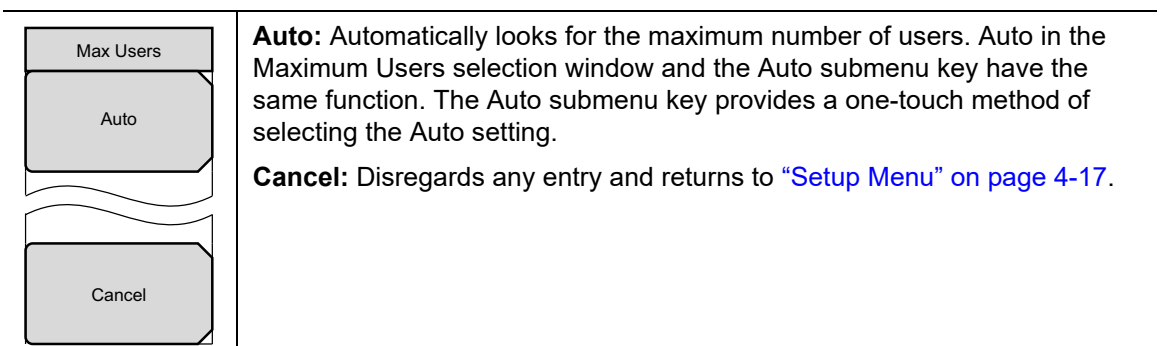 Max Users
Auto
Cancel
Auto: Automatically looks for the maximum number of users. Auto in the
Maximum Users selection window and the Auto submenu key have the
same function. The Auto submenu key provides a one-touch method of
selecting the Auto setting.
Cancel: Disregards any entry and returns to “Setup Menu” on page 4-17.